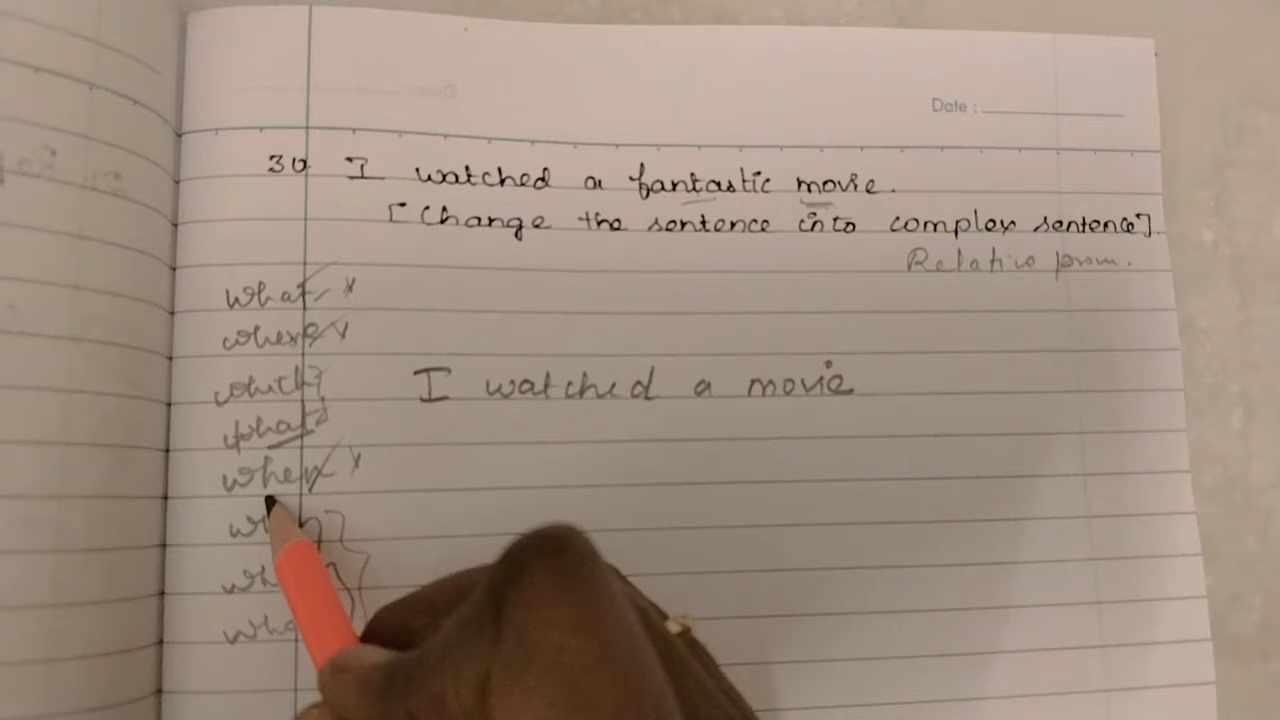 Date :
30. I watched a fantastic movie.
[Change the sentence into complex sentence].
Relative pron.
what x
where x
which?
what
when x
I watched a movie